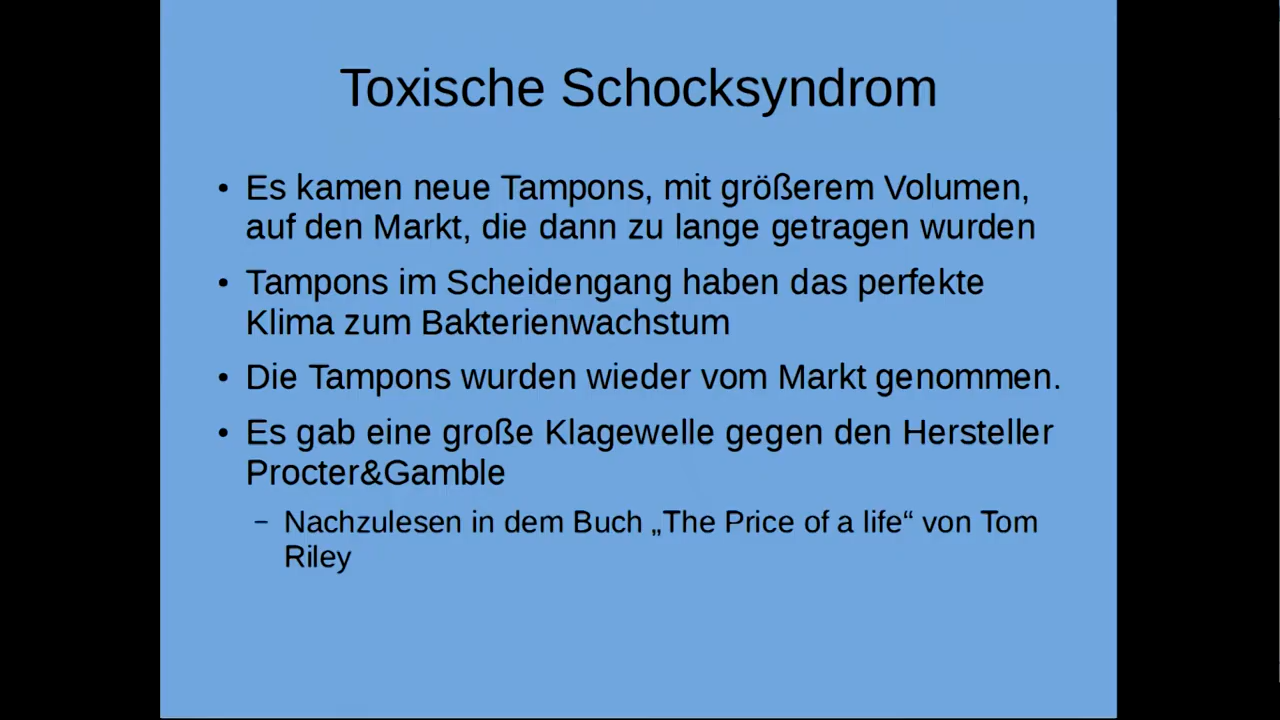 Toxische Schocksyndrom
• Es kamen neue Tampons, mit größerem Volumen,
auf den Markt, die dann zu lange getragen wurden
• Tampons im Scheidengang haben das perfekte
Klima zum Bakterienwachstum
• Die Tampons wurden wieder vom Markt genommen.
• Es gab eine große Klagewelle gegen den Hersteller
Procter&Gamble
– Nachzulesen in dem Buch „The Price of a life“ von Tom
Riley